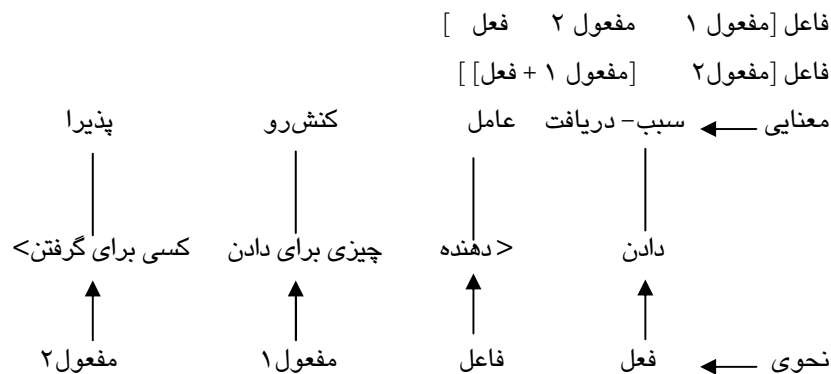 فاعل [مفعول ۱ مفعول ۲ فعل ]
فاعل [مفعول۲ [مفعول ۱ + فعل] ]
معنایی سبب– دریافت عامل کنش‌رو پذیرا
دادن <دهنده چیزی برای دادن کسی برای گرفتن>
نحوی فعل فاعل مفعول۱ مفعول۲